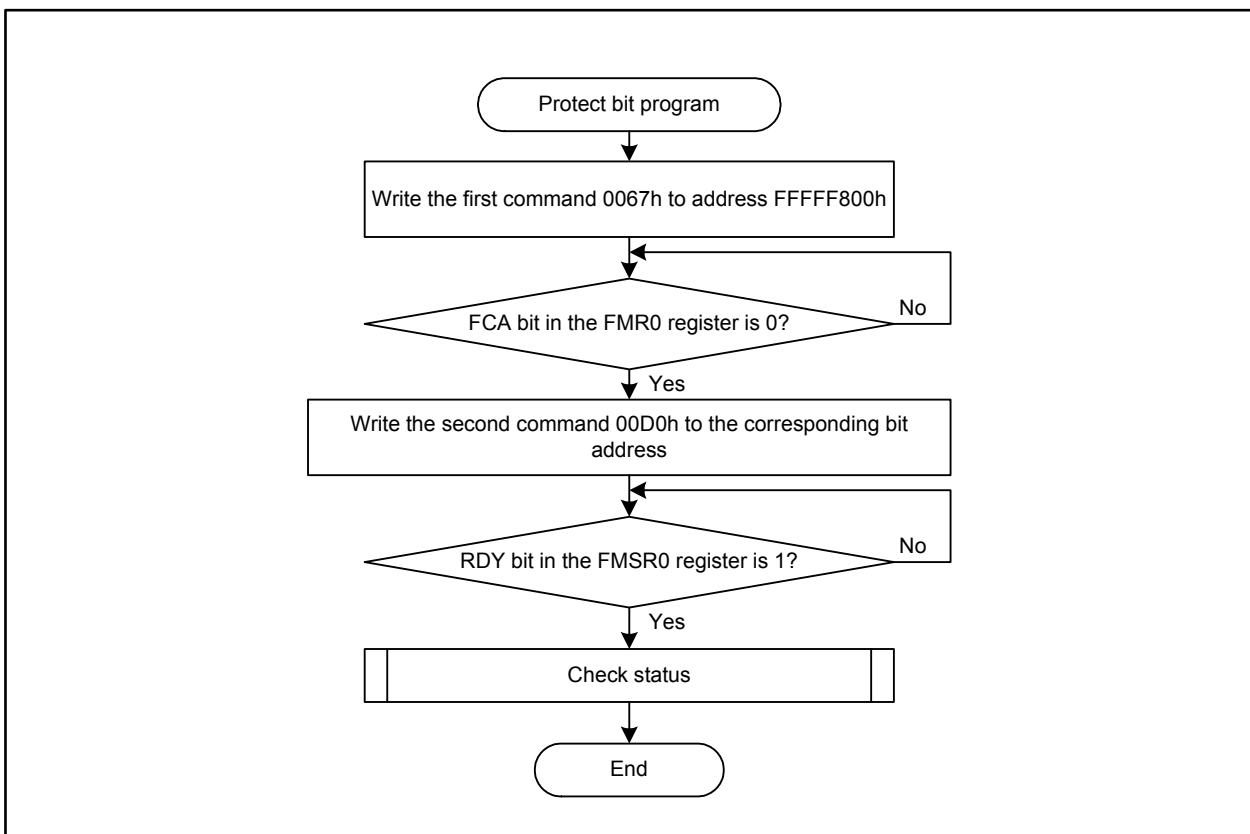 Protect bit program
Write the first command 0067h to address FFFFF800h
FCA bit in the FMR0 register is 0?
No
Yes
Write the second command 00D0h to the corresponding bit
address
RDY bit in the FMSR0 register is 1?
No
Yes
Check status
End